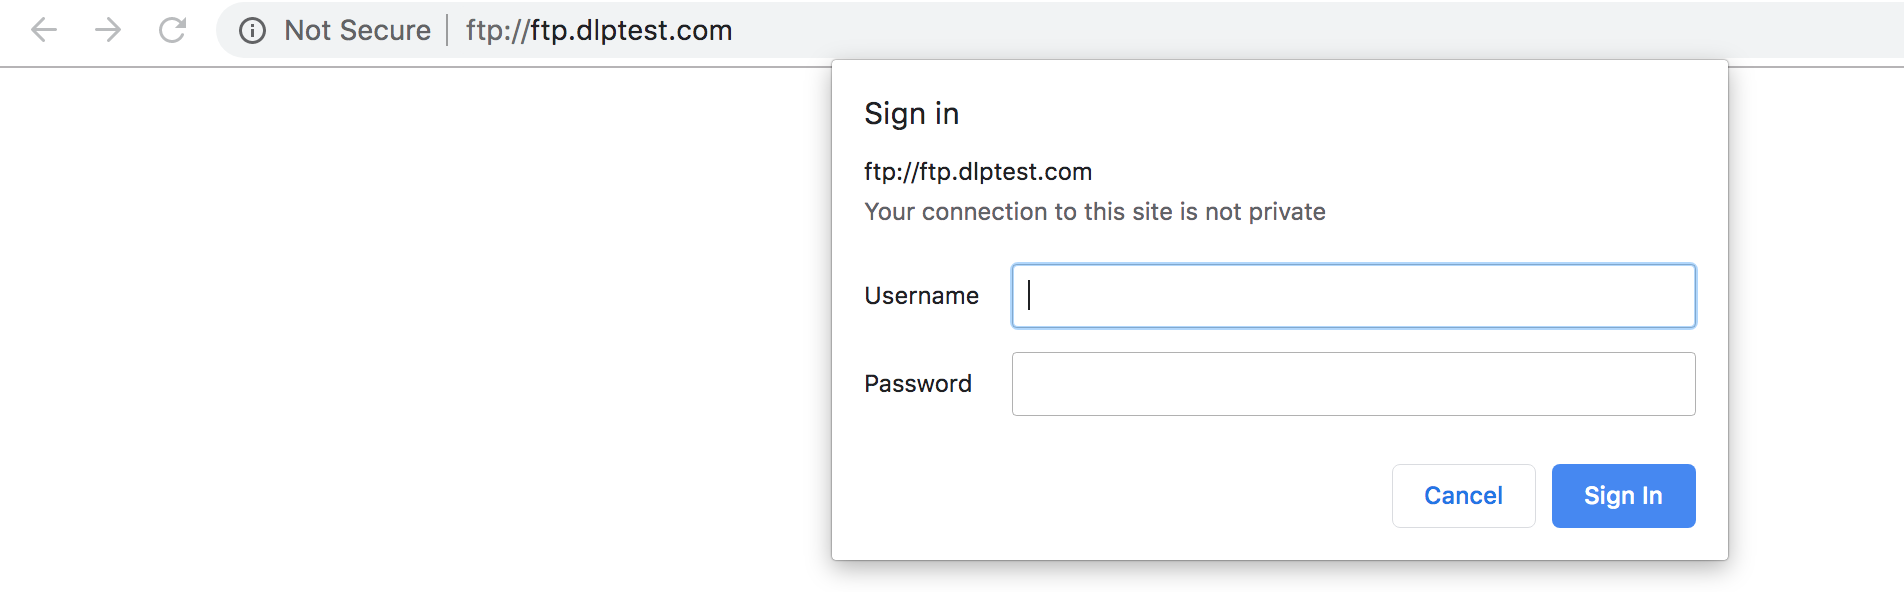 Not Secure | ftp://ftp.dlptest.com
Sign in
ftp://ftp.dlptest.com
Your connection to this site is not private
Username
Password
Cancel Sign In